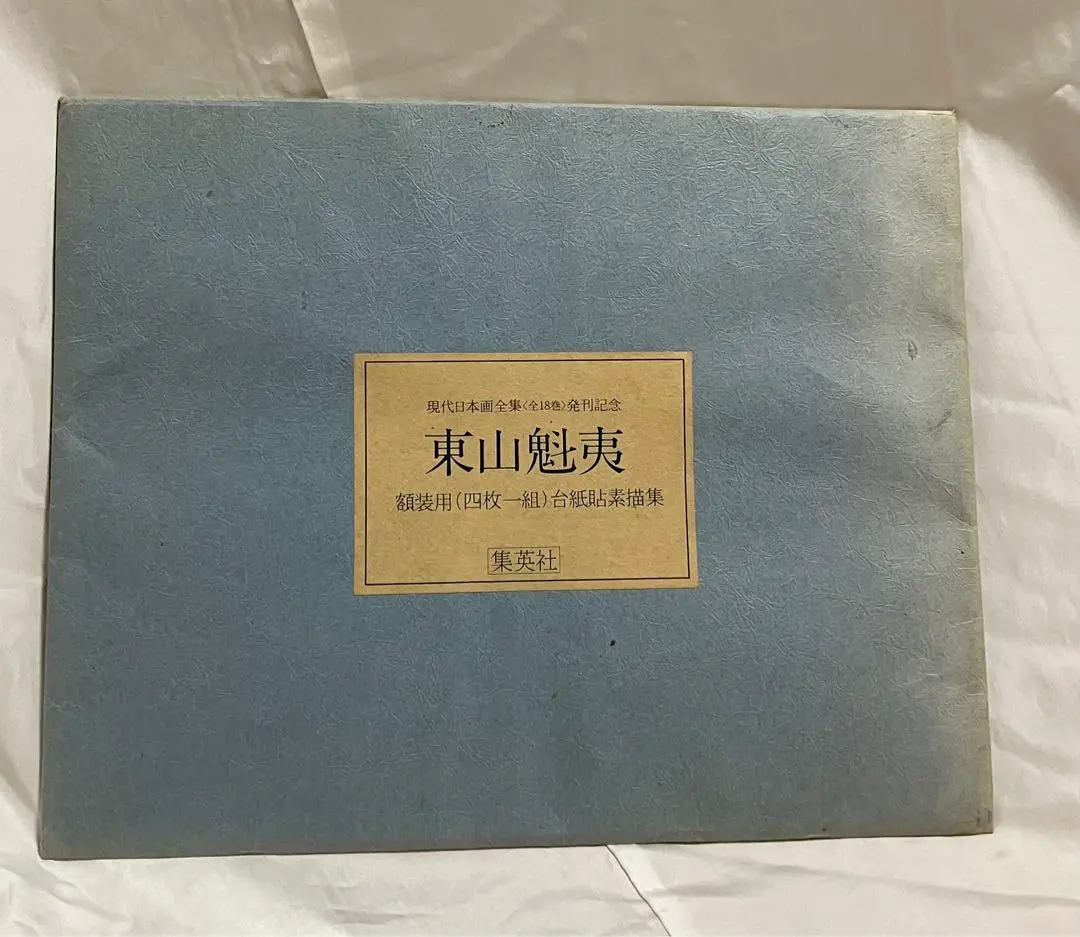 現代日本画全集〈全18巻〉発刊記念
東山魁夷
額装用(四枚一組)台紙貼素描集
集英社